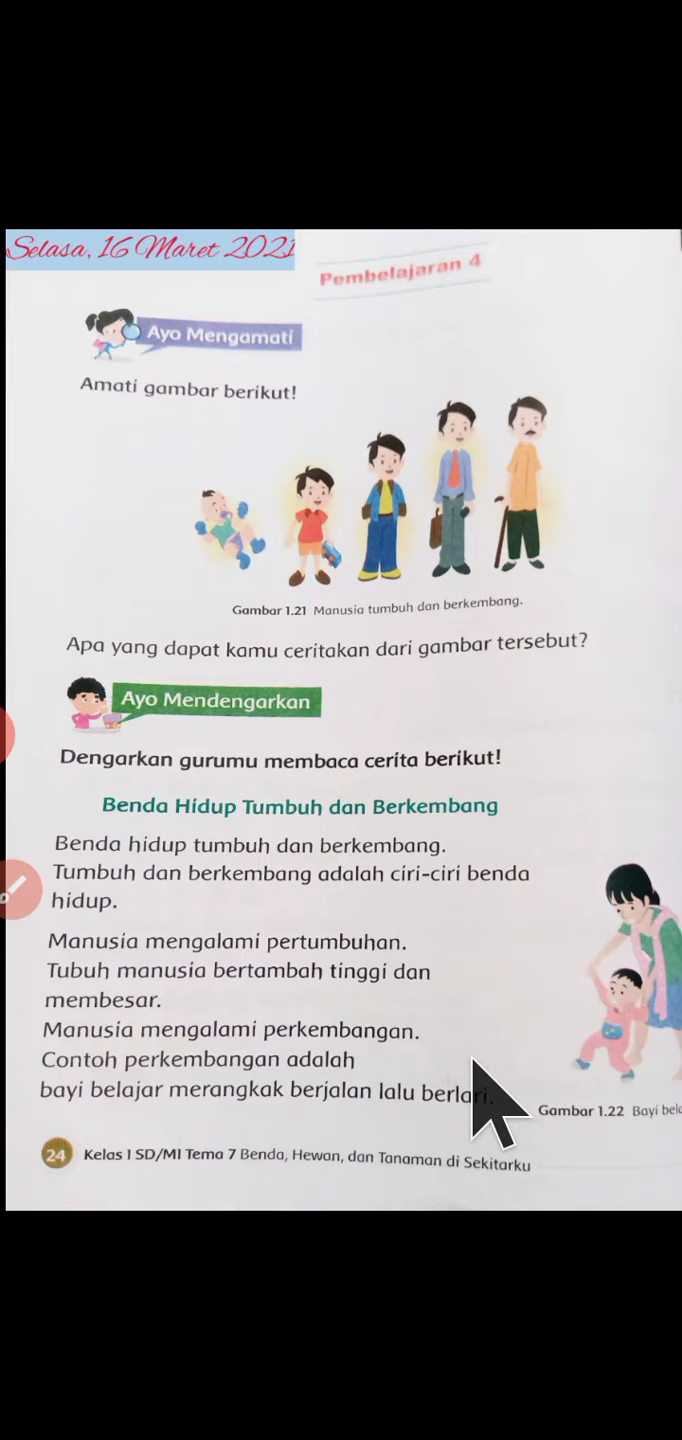 Selasa, 16 Maret 2021
Pembelajaran 4
Ayo Mengamati
Amati gambar berikut!
Gambar 1.21 Manusia tumbuh dan berkembang.
Apa yang dapat kamu ceritakan dari gambar tersebut?
Ayo Mendengarkan
Dengarkan gurumu membaca cerita berikut!
Benda Hidup Tumbuh dan Berkembang
Benda hidup tumbuh dan berkembang.
Tumbuh dan berkembang adalah ciri-ciri benda
hidup.
Manusia mengalami pertumbuhan.
Tubuh manusia bertambah tinggi dan
membesar.
Manusia mengalami perkembangan.
Contoh perkembangan adalah
bayi belajar merangkak berjalan lalu berlari.
Gambar 1.22 Bayi
24 Kelas 1 SD/MI Tema 7 Benda, Hewan, dan Tanaman di Sekitarku